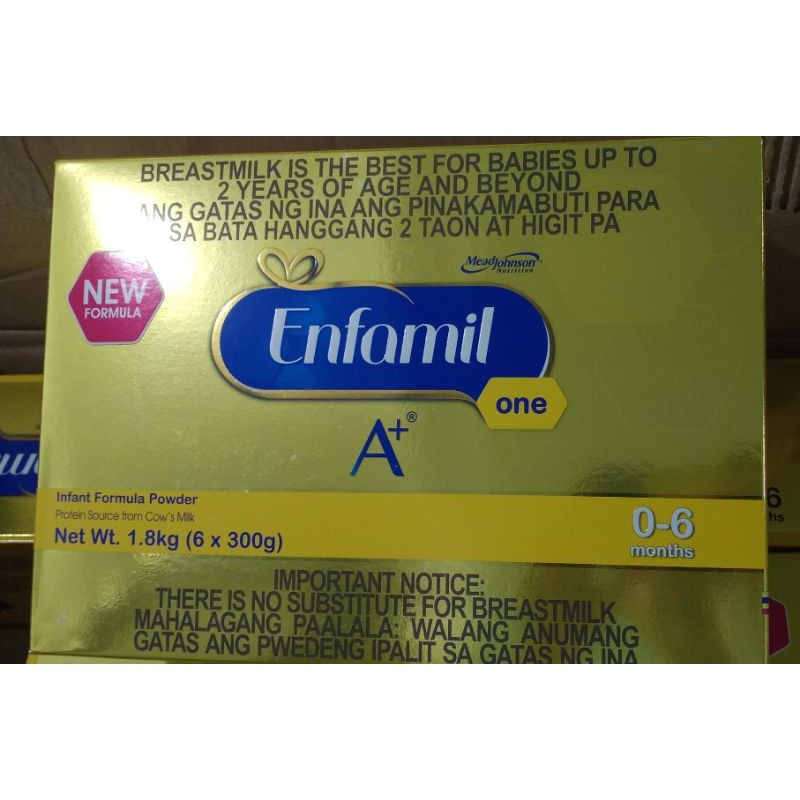 BREASTMILK IS THE BEST FOR BABIES UP TO
2 YEARS OF AGE AND BEYOND
ANG GATAS NG INA ANG PINAKAMABUTI PARA
SA BATA HANGGANG 2 TAON AT HIGIT PA
MeadJohnson™
Nutrition
NEW
FORMULA
Enfamil
one
A+®
Infant Formula Powder
Protein Source from Cow's Milk
Net Wt. 1.8kg (6 x 300g)
0-6
months
IMPORTANT NOTICE:
THERE IS NO SUBSTITUTE FOR BREASTMILK
MAHALAGANG PAALALA: WALANG ANUMANG
GATAS ANG PWEDENG IPALIT SA GATAS NG INA